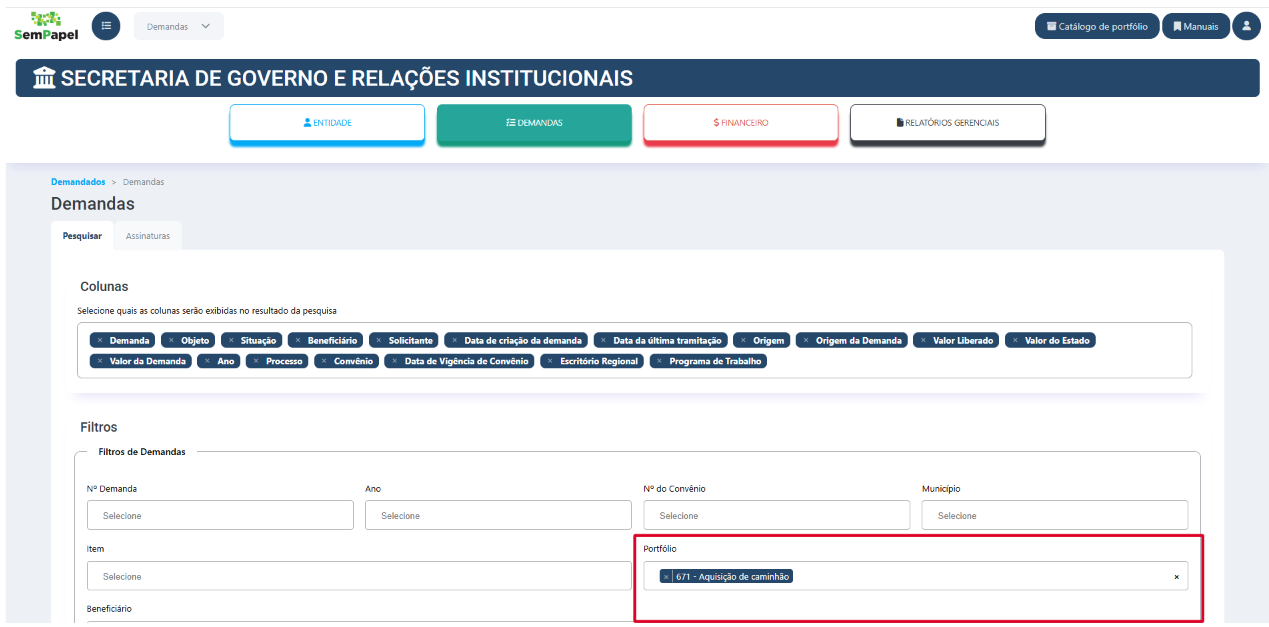 SemPapel
Demandas
Catálogo de portfólio
Manuais
SECRETARIA DE GOVERNO E RELAÇÕES INSTITUCIONAIS
ENTIDADE
DEMANDAS
$ FINANCEIRO
RELATÓRIOS GERENCIAIS
Demandados > Demandas
Demandas
Pesquisar
Assinaturas
Colunas
Selecione quais as colunas serão exibidas no resultado da pesquisa
× Demanda × Objeto × Situação × Beneficiário × Solicitante × Data de criação da demanda × Data da última tramitação × Origem × Origem da Demanda × Valor Liberado × Valor do Estado
× Valor da Demanda × Ano × Processo × Convênio × Data de Vigência de Convênio × Escritório Regional × Programa de Trabalho
Filtros
Filtros de Demandas
Nº Demanda
Ano
Nº do Convênio
Município
Selecione
Selecione
Selecione
Selecione
Item
Portfólio
Selecione
× 671 - Aquisição de caminhão ×
Beneficiário